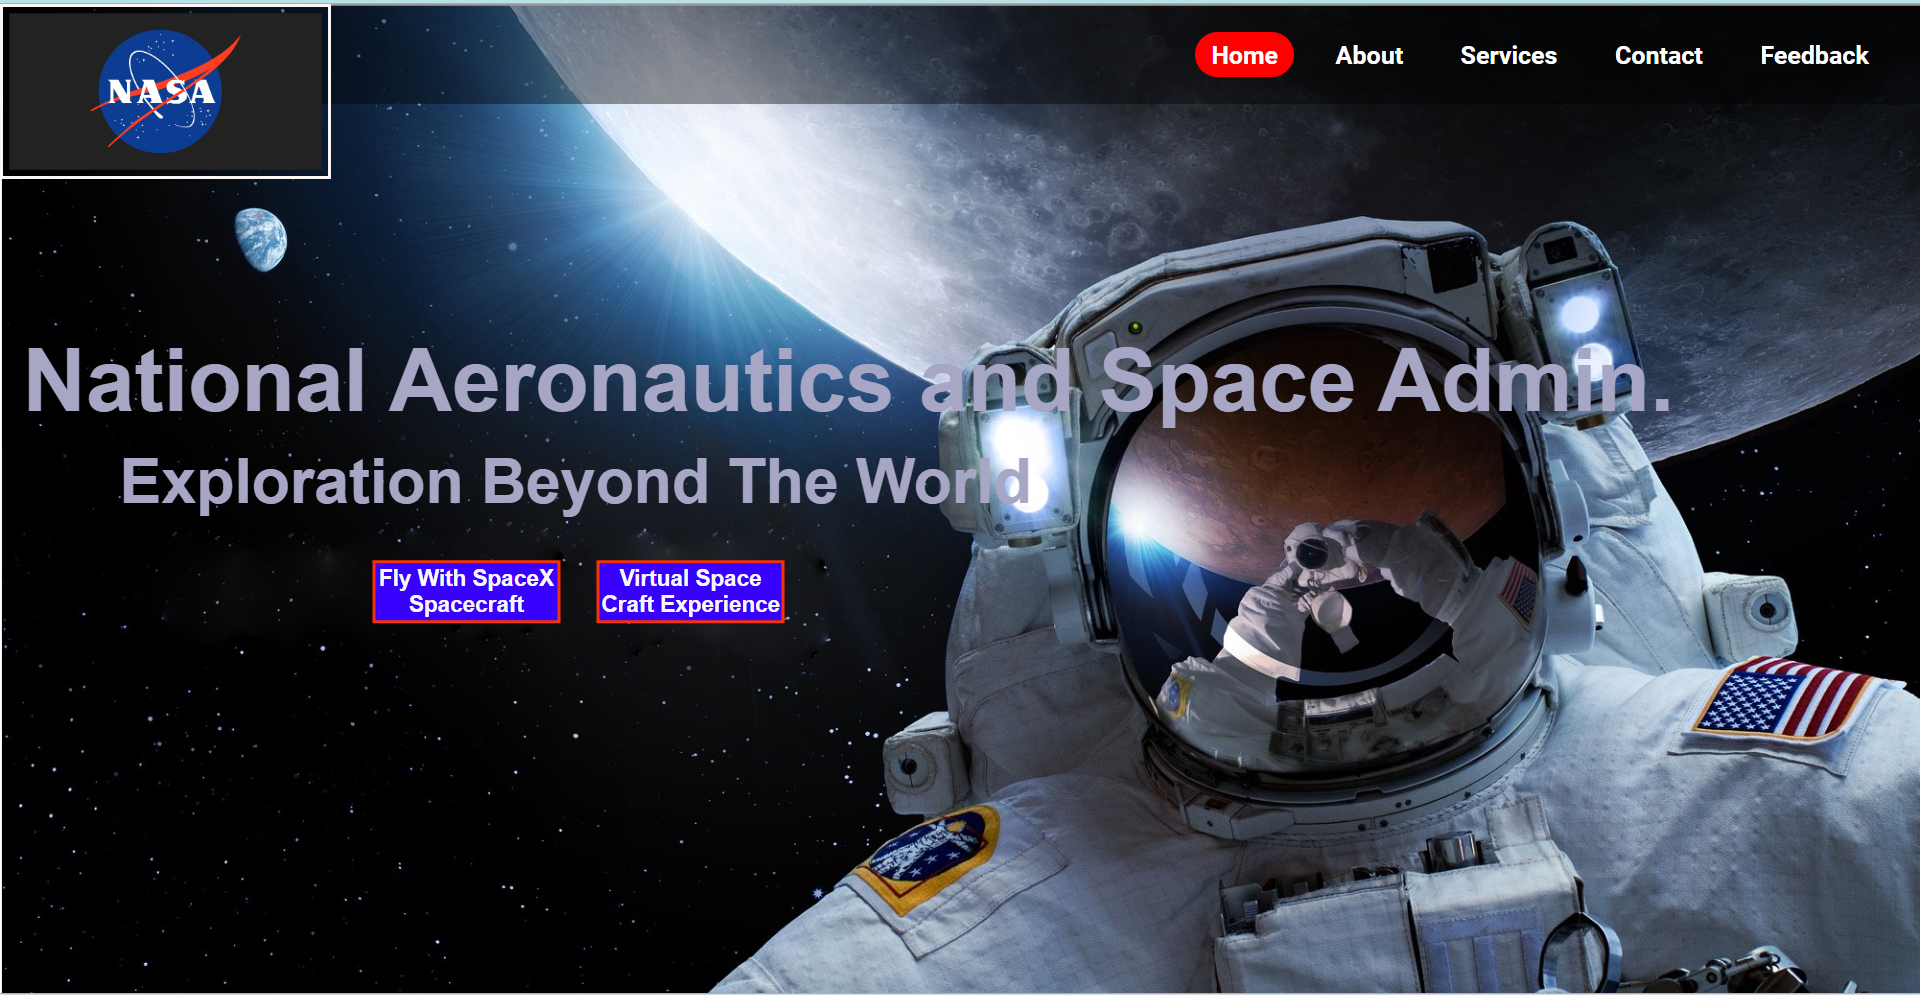 NASA
Home About Services Contact Feedback
National Aeronautics and Space Admin.
Exploration Beyond The World
Fly With SpaceX
Spacecraft
Virtual Space
Craft Experience